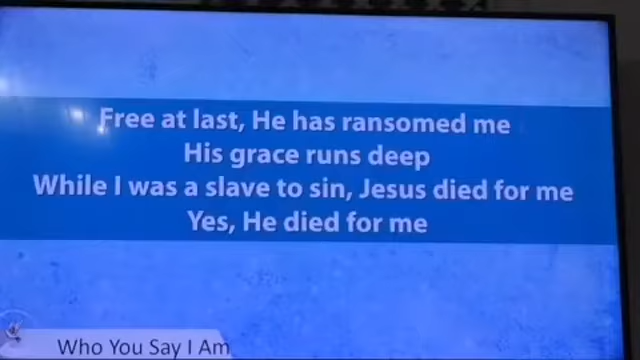 Free at last, He has ransomed me
His grace runs deep
While I was a slave to sin, Jesus died for me
Yes, He died for me
Who You Say I Am